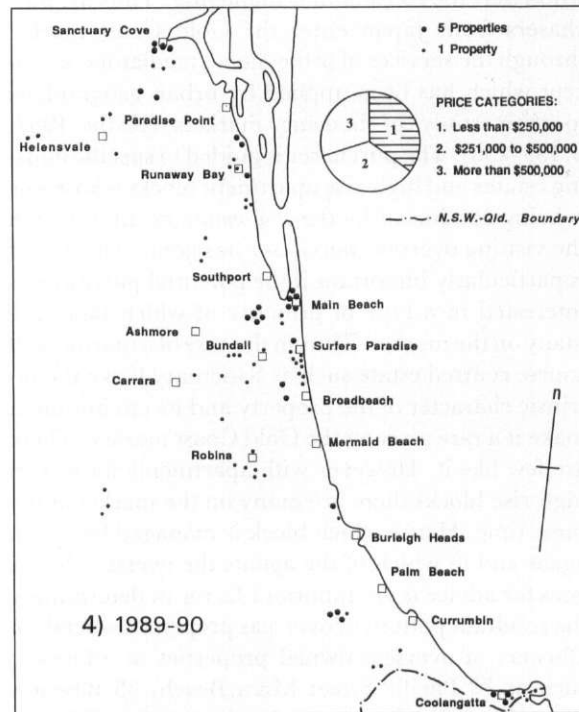 Sanctuary Cove
5 Properties
1 Property
Paradise Point
PRICE CATEGORIES:
1. Less than $250,000
2. $251,000 to $500,000
3. More than $500,000
1
Helensvale
Runaway Bay
N.S.W.-Qld. Boundary
Southport
Main Beach
Ashmore
Bundall
Surfers Paradise
Carrara
Broadbeach
Mermaid Beach
Robina
n
Burleigh Heads
Palm Beach
4) 1989-90
Currumbin
Coolangatta